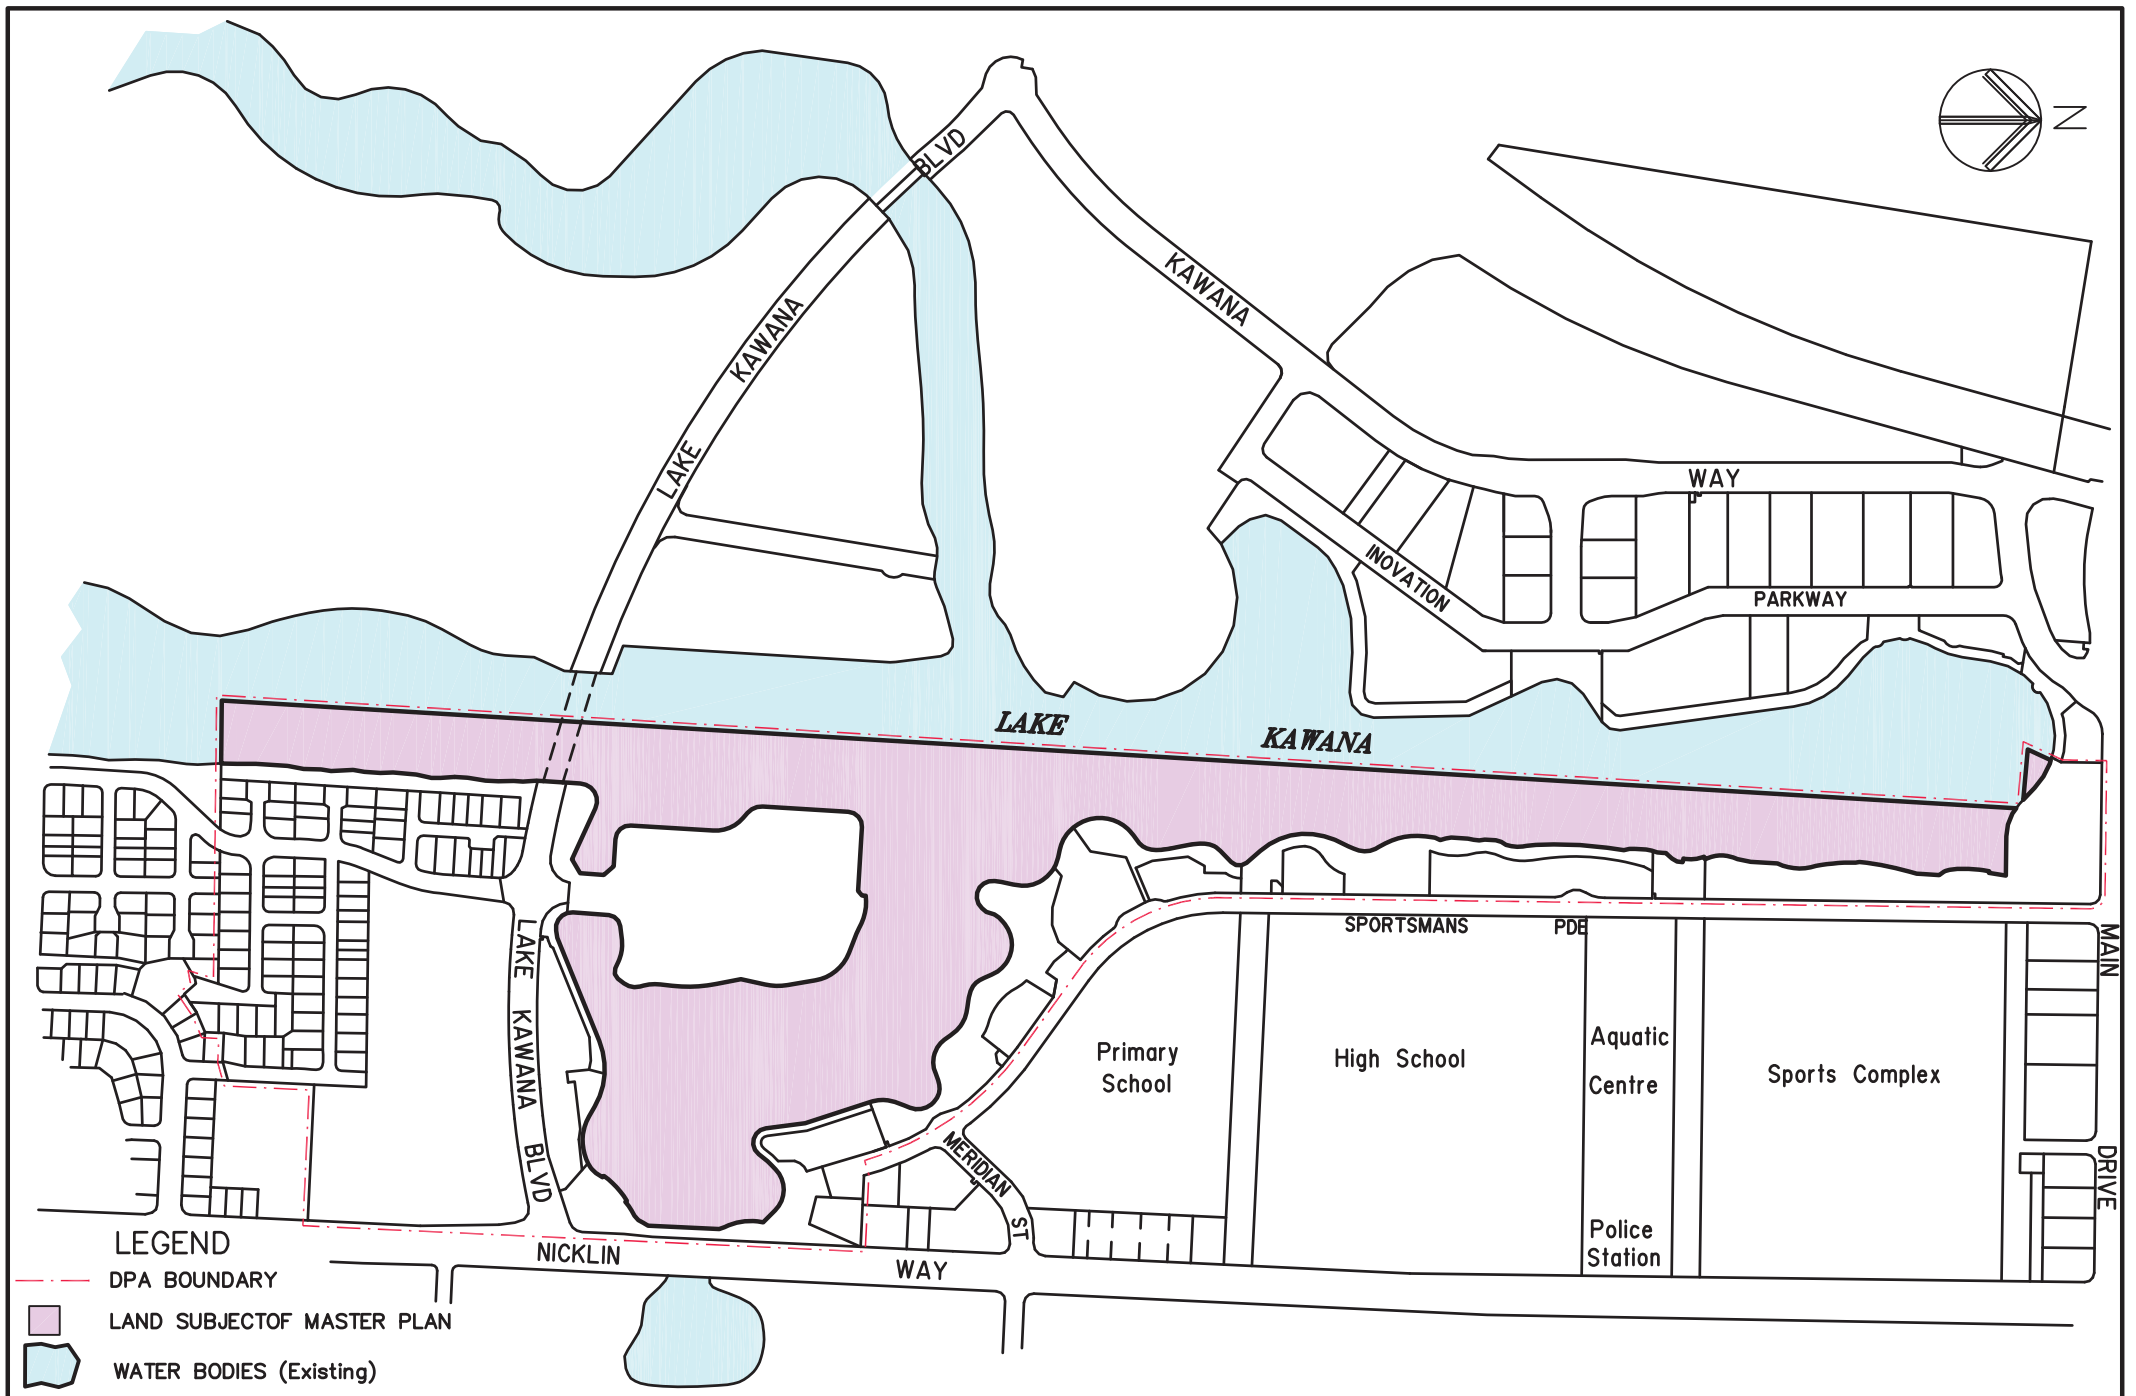 N
BLVD
KAWANA
LAKE
KAWANA
WAY
INOVATION
PARKWAY
LAKE KAWANA
SPORTSMANS PDE
MAIN
DRIVE
LAKE KAWANA BLVD
Primary
School
High School
Aquatic
Centre
Sports Complex
Police
Station
MERIDIAN
ST
NICKLIN WAY
LEGEND
DPA BOUNDARY
LAND SUBJECTOF MASTER PLAN
WATER BODIES (Existing)